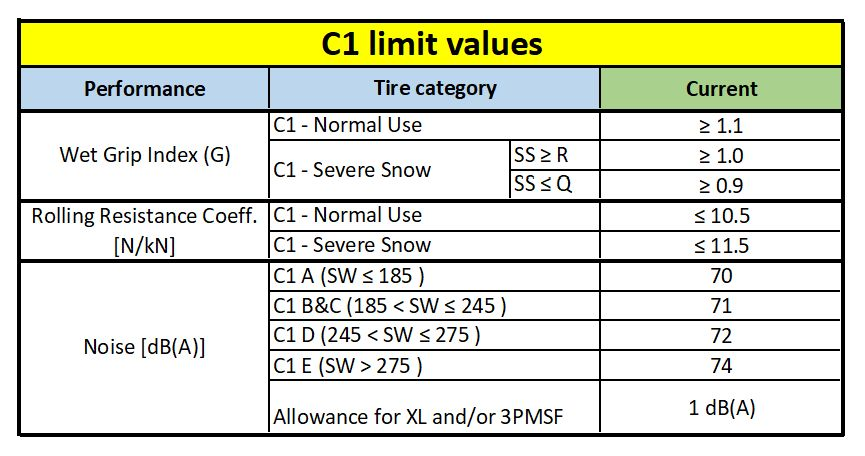 C1 limit values
Performance Tire category Current
Wet Grip Index (G)
C1 - Normal Use ≥ 1.1
C1 - Severe Snow
SS ≥ R ≥ 1.0
SS ≤ Q ≥ 0.9
Rolling Resistance Coeff.
[N/kN]
C1 - Normal Use ≤ 10.5
C1 - Severe Snow ≤ 11.5
Noise [dB(A)]
C1 A (SW ≤ 185 ) 70
C1 B&C (185 < SW ≤ 245 ) 71
C1 D (245 < SW ≤ 275 ) 72
C1 E (SW > 275 ) 74
Allowance for XL and/or 3PMSF 1 dB(A)